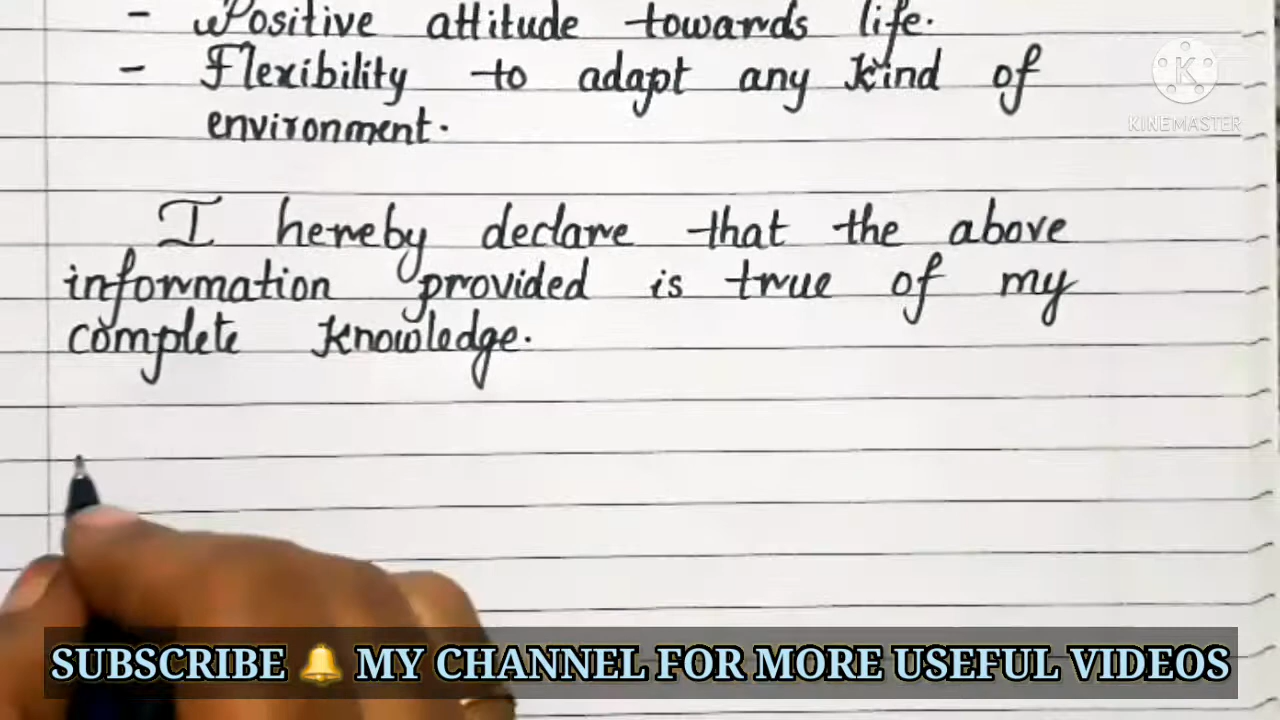 - Positive attitude towards life.
- Flexibility to adapt any kind of
environment.
K
KINEMASTER
I hereby declare that the above
information provided is true of my
complete knowledge.
SUBSCRIBE 🔔 MY CHANNEL FOR MORE USEFUL VIDEOS